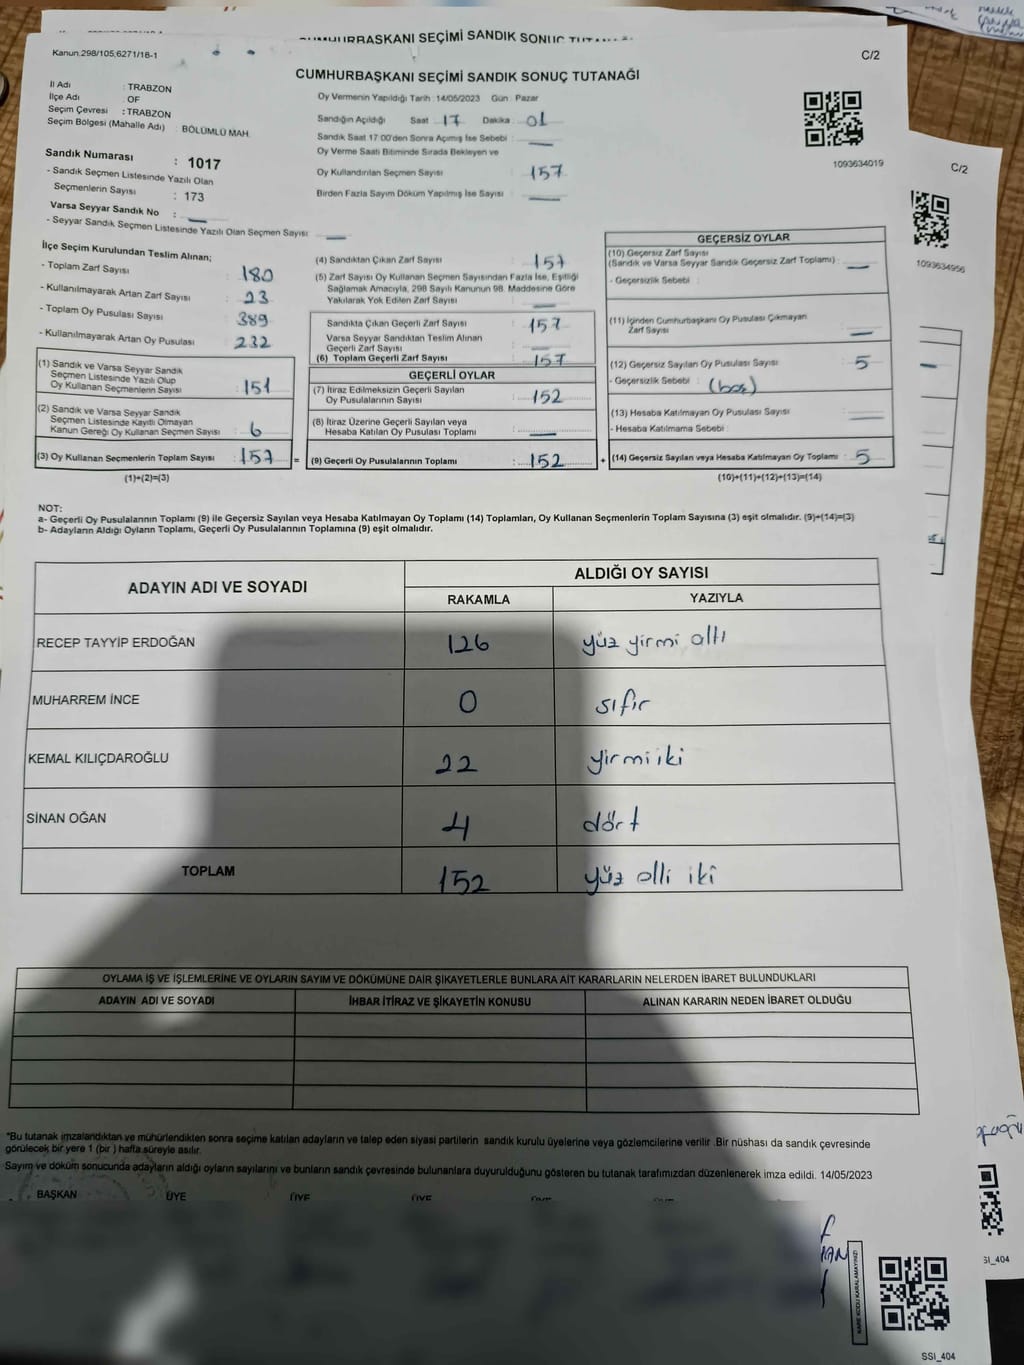 CUMHURBAŞKANI SEÇİMİ SANDIK SONUÇ TUTANAĞI
Kanun.298/105,6271/18-1
C/2
CUMHURBAŞKANI SEÇİMİ SANDIK SONUÇ TUTANAĞI
İl Adı : TRABZON
İlçe Adı : OF
Seçim Çevresi : TRABZON
Seçim Bölgesi (Mahalle Adı) : BÖLÜMLÜ MAH.
Sandık Numarası : 1017
- Sandık Seçmen Listesinde Yazılı Olan
Seçmenlerin Sayısı : 173
Varsa Seyyar Sandık No :
- Seyyar Sandık Seçmen Listesinde Yazılı Olan Seçmen Sayısı
Oy Vermenin Yapıldığı Tarih : 14/05/2023 Gün : Pazar
Sandığın Açıldığı Saat 17 Dakika : 01
Sandık Saat 17:00'den Sonra Açımış İse Sebebi :
Oy Verme Saati Bitiminde Sırada Bekleyen ve
Oy Kullandırılan Seçmen Sayısı : 157
Birden Fazla Sayım Döküm Yapılmış İse Sayısı
1093634019
C/2
1093634956
İlçe Seçim Kurulundan Teslim Alınan;
- Toplam Zarf Sayısı : 180
- Kullanılmayarak Artan Zarf Sayısı : 23
- Toplam Oy Pusulası Sayısı : 389
- Kullanılmayarak Artan Oy Pusulası : 232
(1) Sandık ve Varsa Seyyar Sandık
Seçmen Listesinde Yazılı Olup
Oy Kullanan Seçmenlerin Sayısı : 151
(2) Sandık ve Varsa Seyyar Sandık
Seçmen Listesinde Kayıtlı Olmayan
Kanun Gereği Oy Kullanan Seçmen Sayısı : 6
(3) Oy Kullanan Seçmenlerin Toplam Sayısı : 157
(1)+(2)=(3)
=
(4) Sandıktan Çıkan Zarf Sayısı : 157
(5) Zarf Sayısı Oy Kullanan Seçmen Sayısından Fazla İse, Eşitliği
Sağlamak Amacıyla, 298 Sayılı Kanunun 98. Maddesine Göre
Yakılarak Yok Edilen Zarf Sayısı :
Sandıkta Çıkan Geçerli Zarf Sayısı : 157
Varsa Seyyar Sandıktan Teslim Alınan
Geçerli Zarf Sayısı :
(6) Toplam Geçerli Zarf Sayısı : 157
GEÇERLİ OYLAR
(7) İtiraz Edilmeksizin Geçerli Sayılan
Oy Pusulalarının Sayısı : 152
(8) İtiraz Üzerine Geçerli Sayılan veya
Hesaba Katılan Oy Pusulası Toplamı :
(9) Geçerli Oy Pusulalarının Toplamı : 152
+
GEÇERSİZ OYLAR
(10) Geçersiz Zarf Sayısı
(Sandık ve Varsa Seyyar Sandık Geçersiz Zarf Toplamı) :
- Geçersizlik Sebebi :
(11) İçinden Cumhurbaşkanı Oy Pusulası Çıkmayan
Zarf Sayısı :
(12) Geçersiz Sayılan Oy Pusulası Sayısı : 5
- Geçersizlik Sebebi : (boş)
(13) Hesaba Katılmayan Oy Pusulası Sayısı :
- Hesaba Katılmama Sebebi :
(14) Geçersiz Sayılan veya Hesaba Katılmayan Oy Toplamı : 5
(10)+(11)+(12)+(13)=(14)
NOT:
a- Geçerli Oy Pusulalarının Toplamı (9) ile Geçersiz Sayılan veya Hesaba Katılmayan Oy Toplamı (14) Toplamları, Oy Kullanan Seçmenlerin Toplam Sayısına (3) eşit olmalıdır. (9)+(14)=(3)
b- Adayların Aldığı Oyların Toplamı, Geçerli Oy Pusulalarının Toplamına (9) eşit olmalıdır.
ADAYIN ADI VE SOYADI
ALDIĞI OY SAYISI
RAKAMLA YAZIYLA
RECEP TAYYİP ERDOĞAN 126 yüz yirmi altı
MUHARREM İNCE 0 sıfır
KEMAL KILIÇDAROĞLU 22 yirmi iki
SİNAN OĞAN 4 dört
TOPLAM 152 yüz elli iki
OYLAMA İŞ VE İŞLEMLERİNE VE OYLARIN SAYIM VE DÖKÜMÜNE DAİR ŞİKAYETLERLE BUNLARA AİT KARARLARIN NELERDEN İBARET BULUNDUKLARI
ADAYIN ADI VE SOYADI İHBAR İTİRAZ VE ŞİKAYETİN KONUSU ALINAN KARARIN NEDEN İBARET OLDUĞU
*Bu tutanak imzalandıktan ve mühürlendikten sonra seçime katılan adayların ve talep eden siyasi partilerin sandık kurulu üyelerine veya gözlemcilerine verilir .Bir nüshası da sandık çevresinde
görülecek bir yere 1 (bir ) hafta süreyle asılır.
Sayım ve döküm sonucunda adayların aldığı oyların sayılarını ve bunların sandık çevresinde bulunanlara duyurulduğunu gösteren bu tutanak tarafımızdan düzenlenerek imza edildi. 14/05/2023
BAŞKAN ÜYE ÜYE ÜYE ÜYE ÜYE
KARE KODU KARALAMAYINIZ!
SSI_404
SI_404